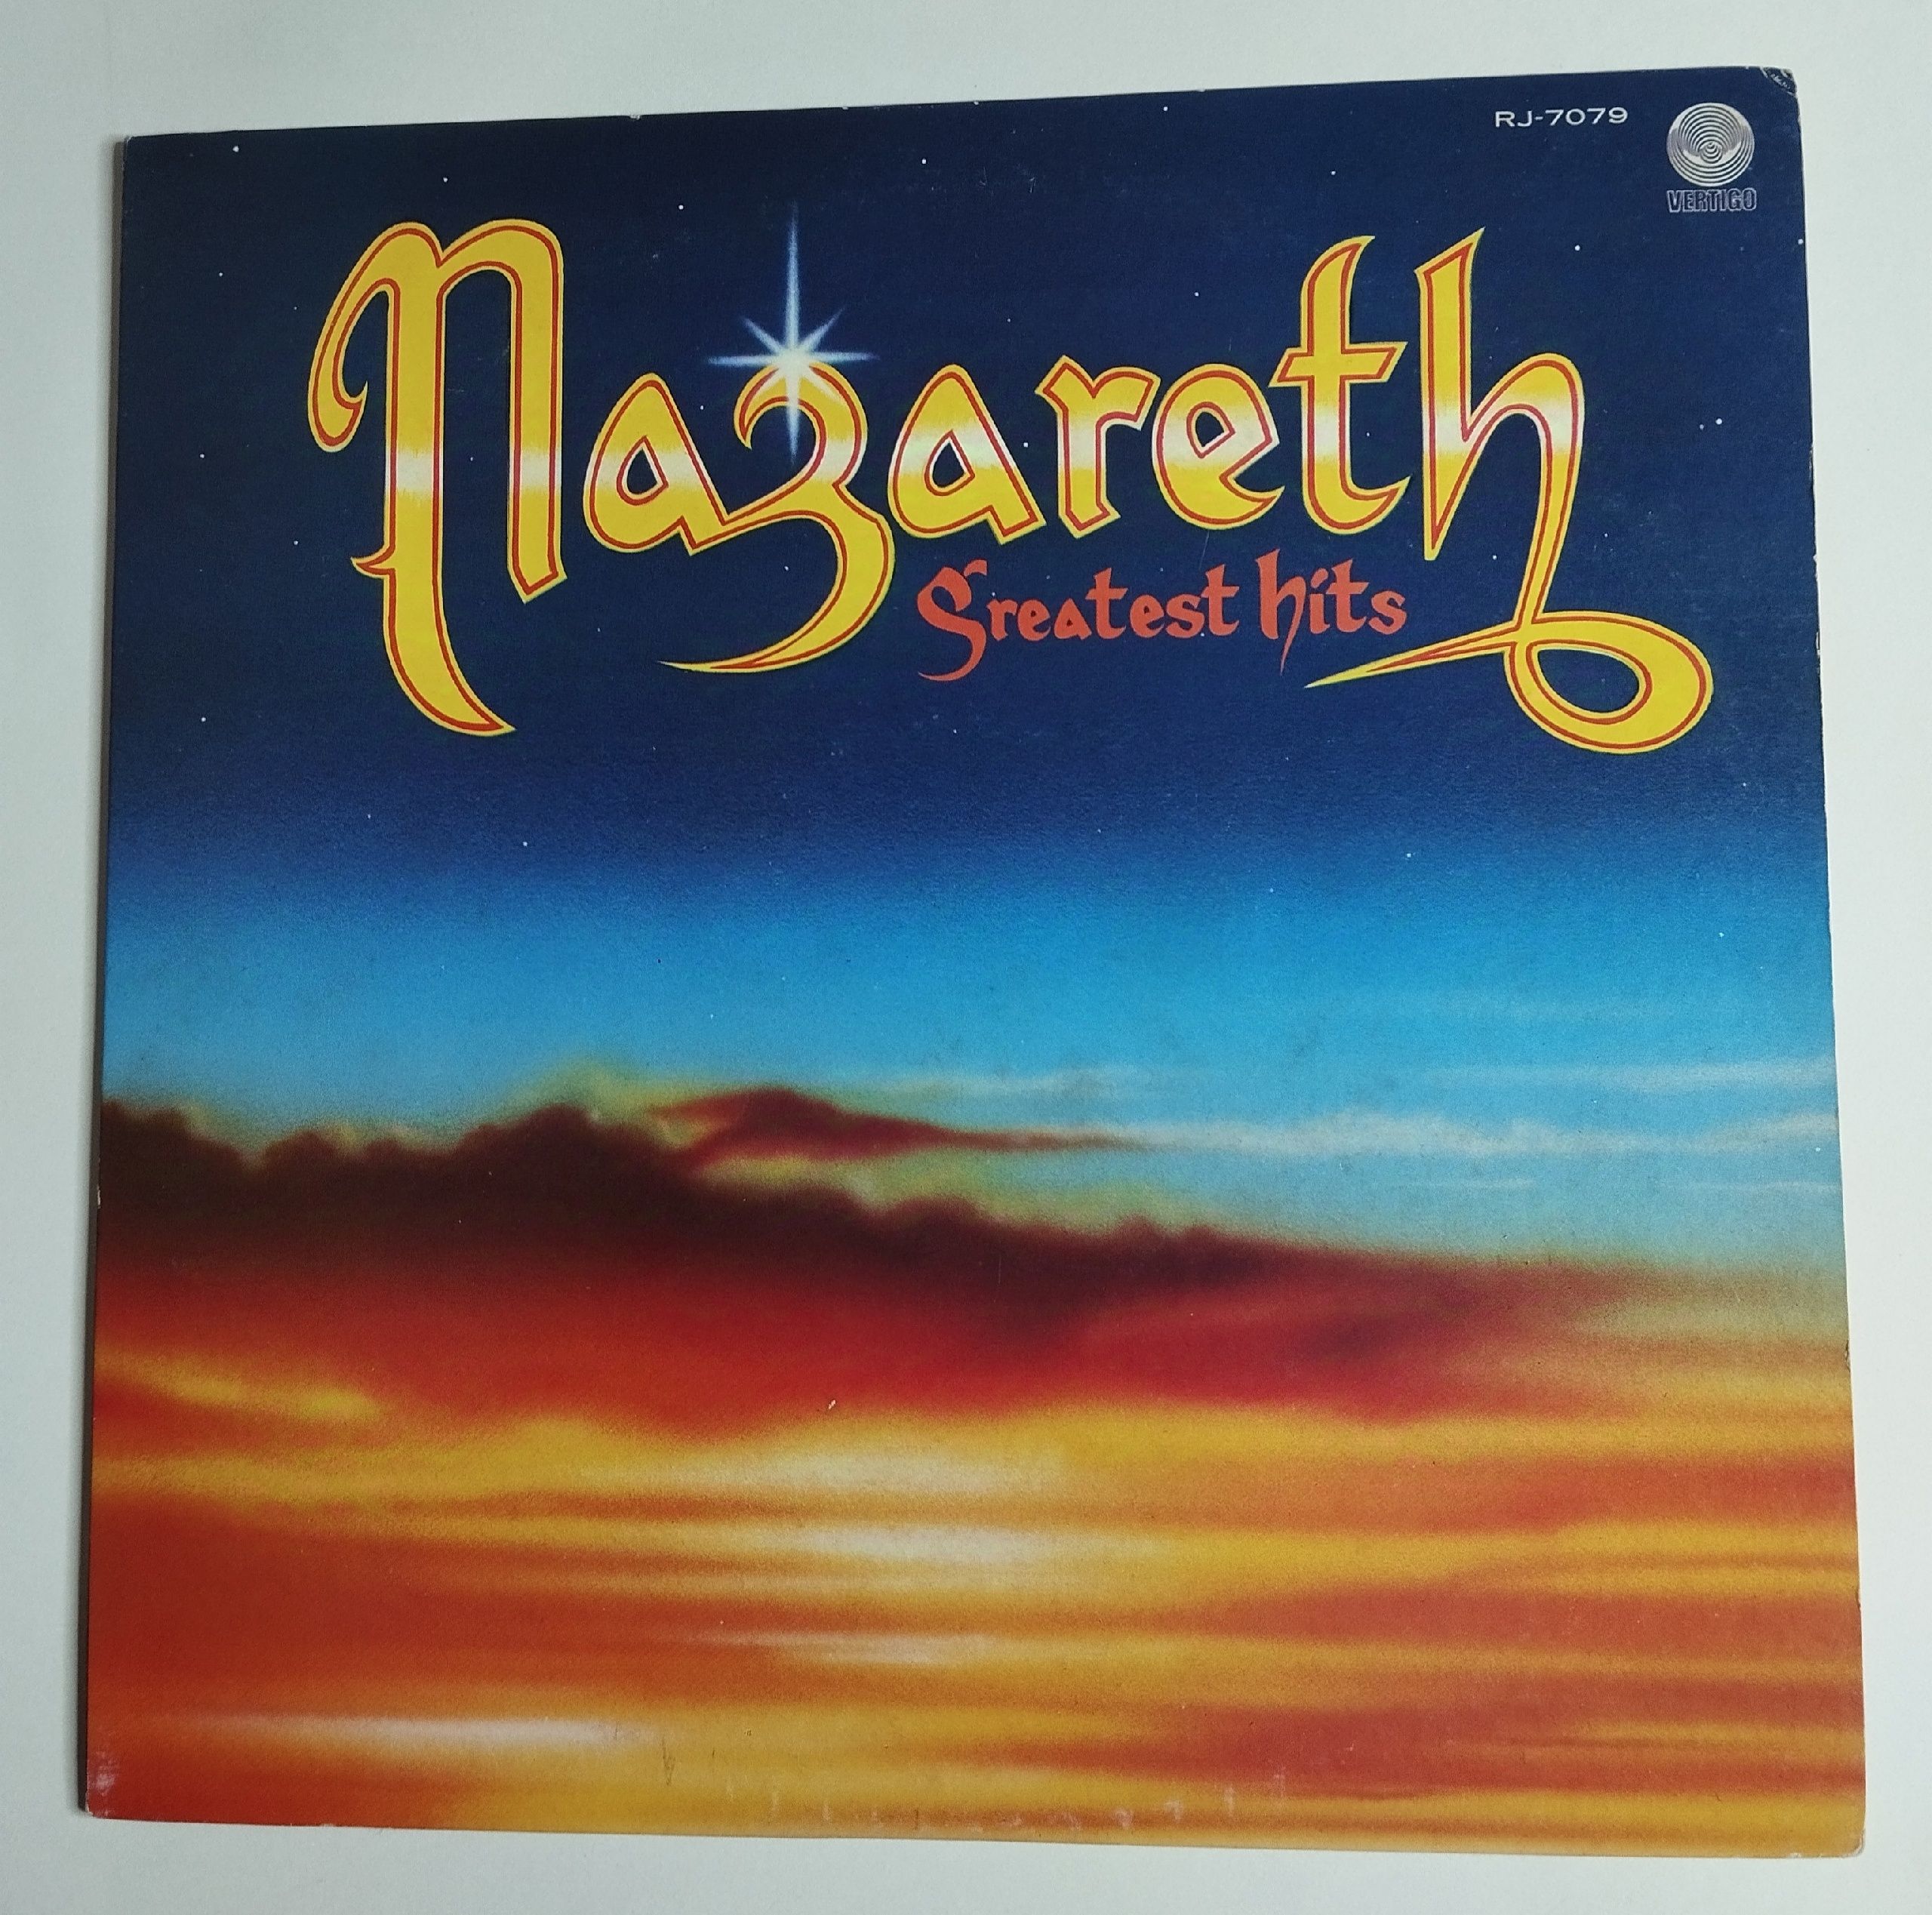 RJ-7079
VERTIGO
Nazareth
Greatest hits